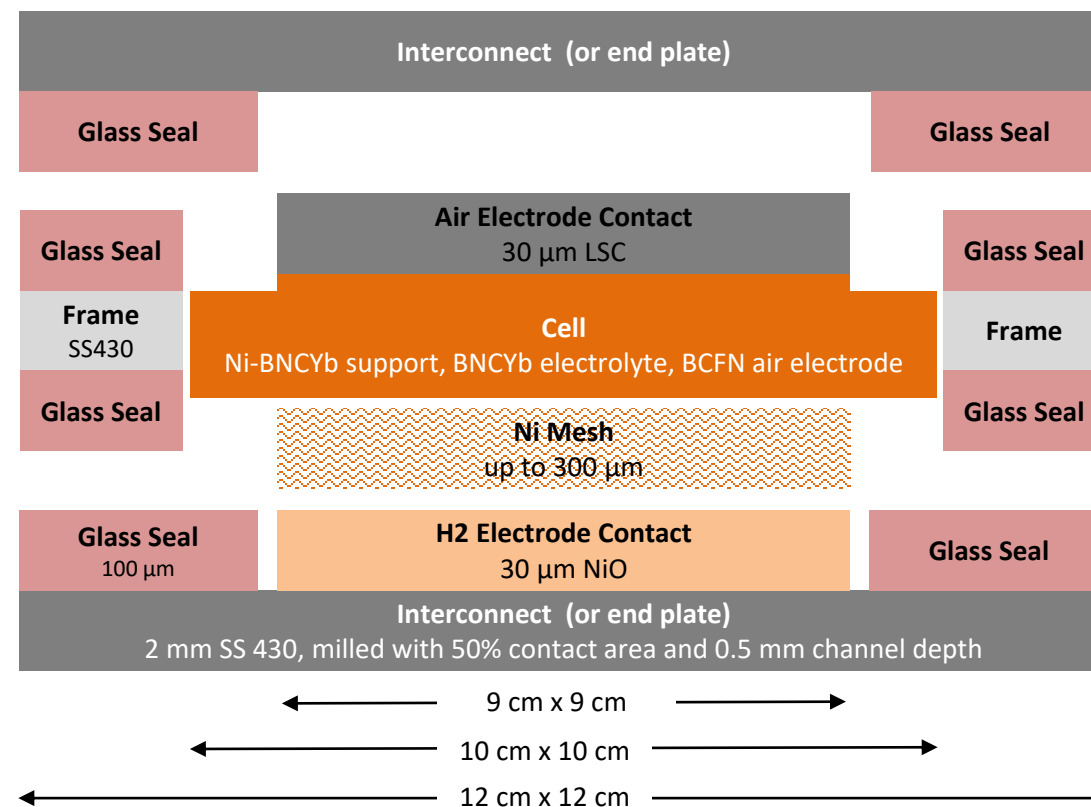 Interconnect  (or end plate)
Glass Seal
Glass Seal
Air Electrode Contact
30 µm LSC
Glass Seal
Glass Seal
Frame
SS430
Cell
Ni-BNCYb support, BNCYb electrolyte, BCFN air electrode
Frame
Glass Seal
Glass Seal
Ni Mesh
up to 300 µm
Glass Seal
100 µm
H2 Electrode Contact
30 µm NiO
Glass Seal
Interconnect  (or end plate)
2 mm SS 430, milled with 50% contact area and 0.5 mm channel depth
9 cm x 9 cm
10 cm x 10 cm
12 cm x 12 cm